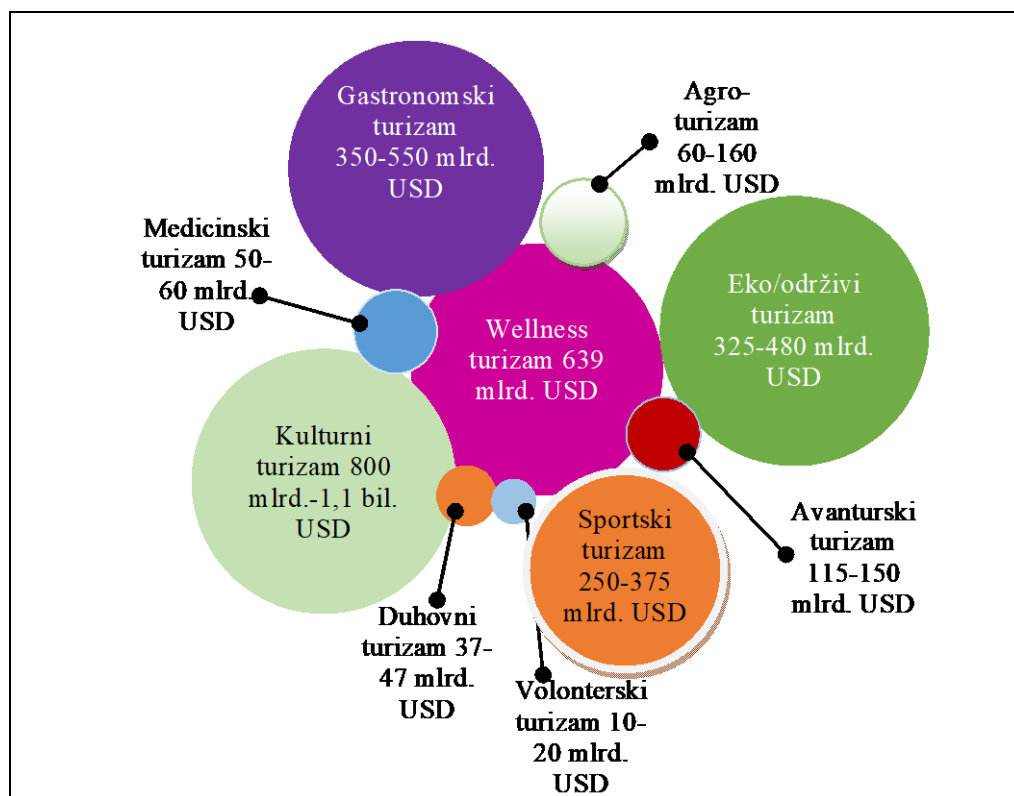 Gastronomski
turizam
350-550 mlrd.
USD
Agro-
turizam
60-160
mlrd. USD
Medicinski
turizam 50-
60 mlrd.
USD
Wellness
turizam 639
mlrd. USD
Eko/održivi
turizam
325-480 mlrd.
USD
Kulturni
turizam 800
mlrd.-1,1 bil.
USD
Sportski
turizam
250-375
mlrd. USD
Avanturski
turizam
115-150
mlrd. USD
Duhovni
turizam 37-
47 mlrd.
USD
Volonterski
turizam 10-
20 mlrd.
USD